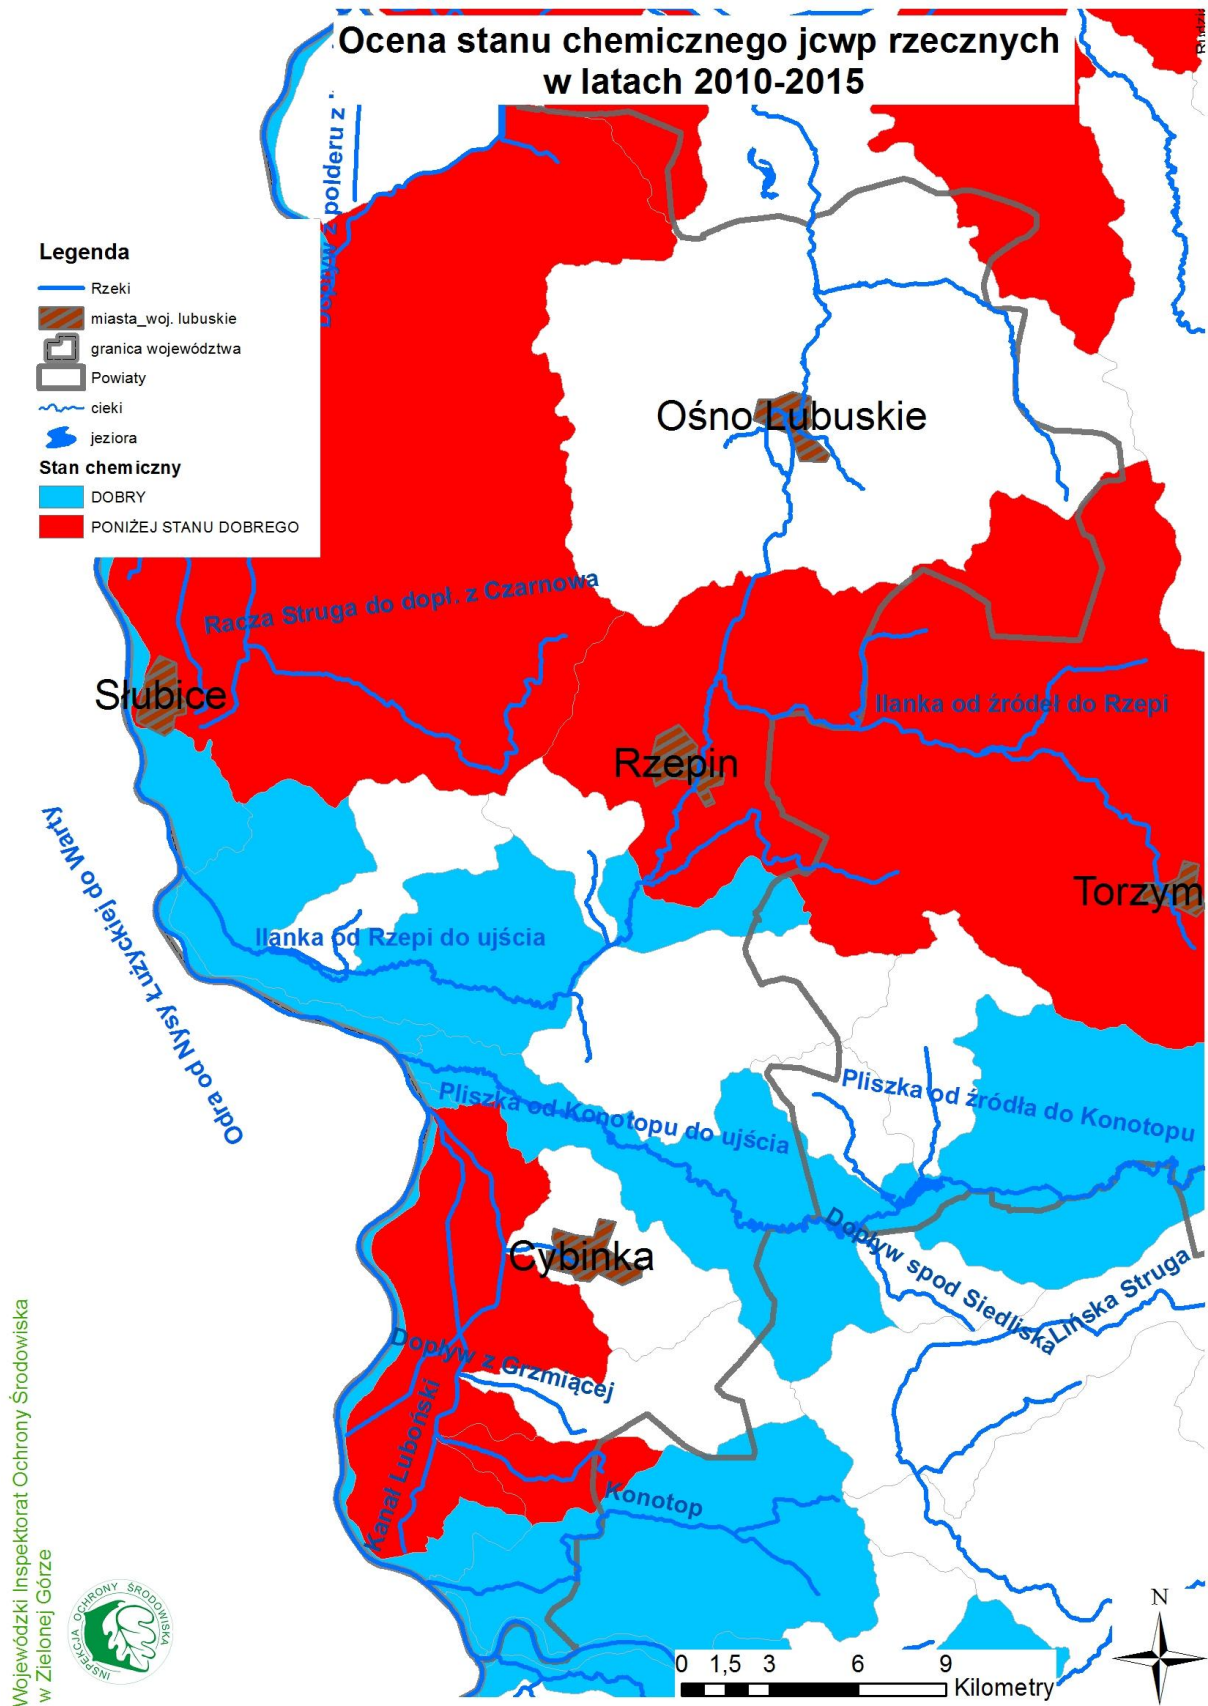 Ocena stanu chemicznego jcwp rzecznych
w latach 2010-2015
Dopływ z polderu z
Legenda
Rzeki
miasta_woj. lubuskie
granica województwa
Powiaty
cieki
jeziora
Stan chemiczny
DOBRY
PONIŻEJ STANU DOBREGO
Ośno Lubuskie
Racza Struga do dopł. z Czarnowa
Słubice
Ilanka od źródeł do Rzepi
Rzepin
Torzym
Odra od Nysy Łużyckiej do Warty
Ilanka od Rzepi do ujścia
Pliszka od źródła do Konotopu
Pliszka od Konotopu do ujścia
Cybinka
Dopływ spod Siedliska
Lińska Struga
Dopływ z Grzmiącej
Kanał Luboński
Konotop
Wojewódzki Inspektorat Ochrony Środowiska
w Zielonej Górze
INSPEKCJA OCHRONY ŚRODOWISKA
N
0 1,5 3 6 9
Kilometry